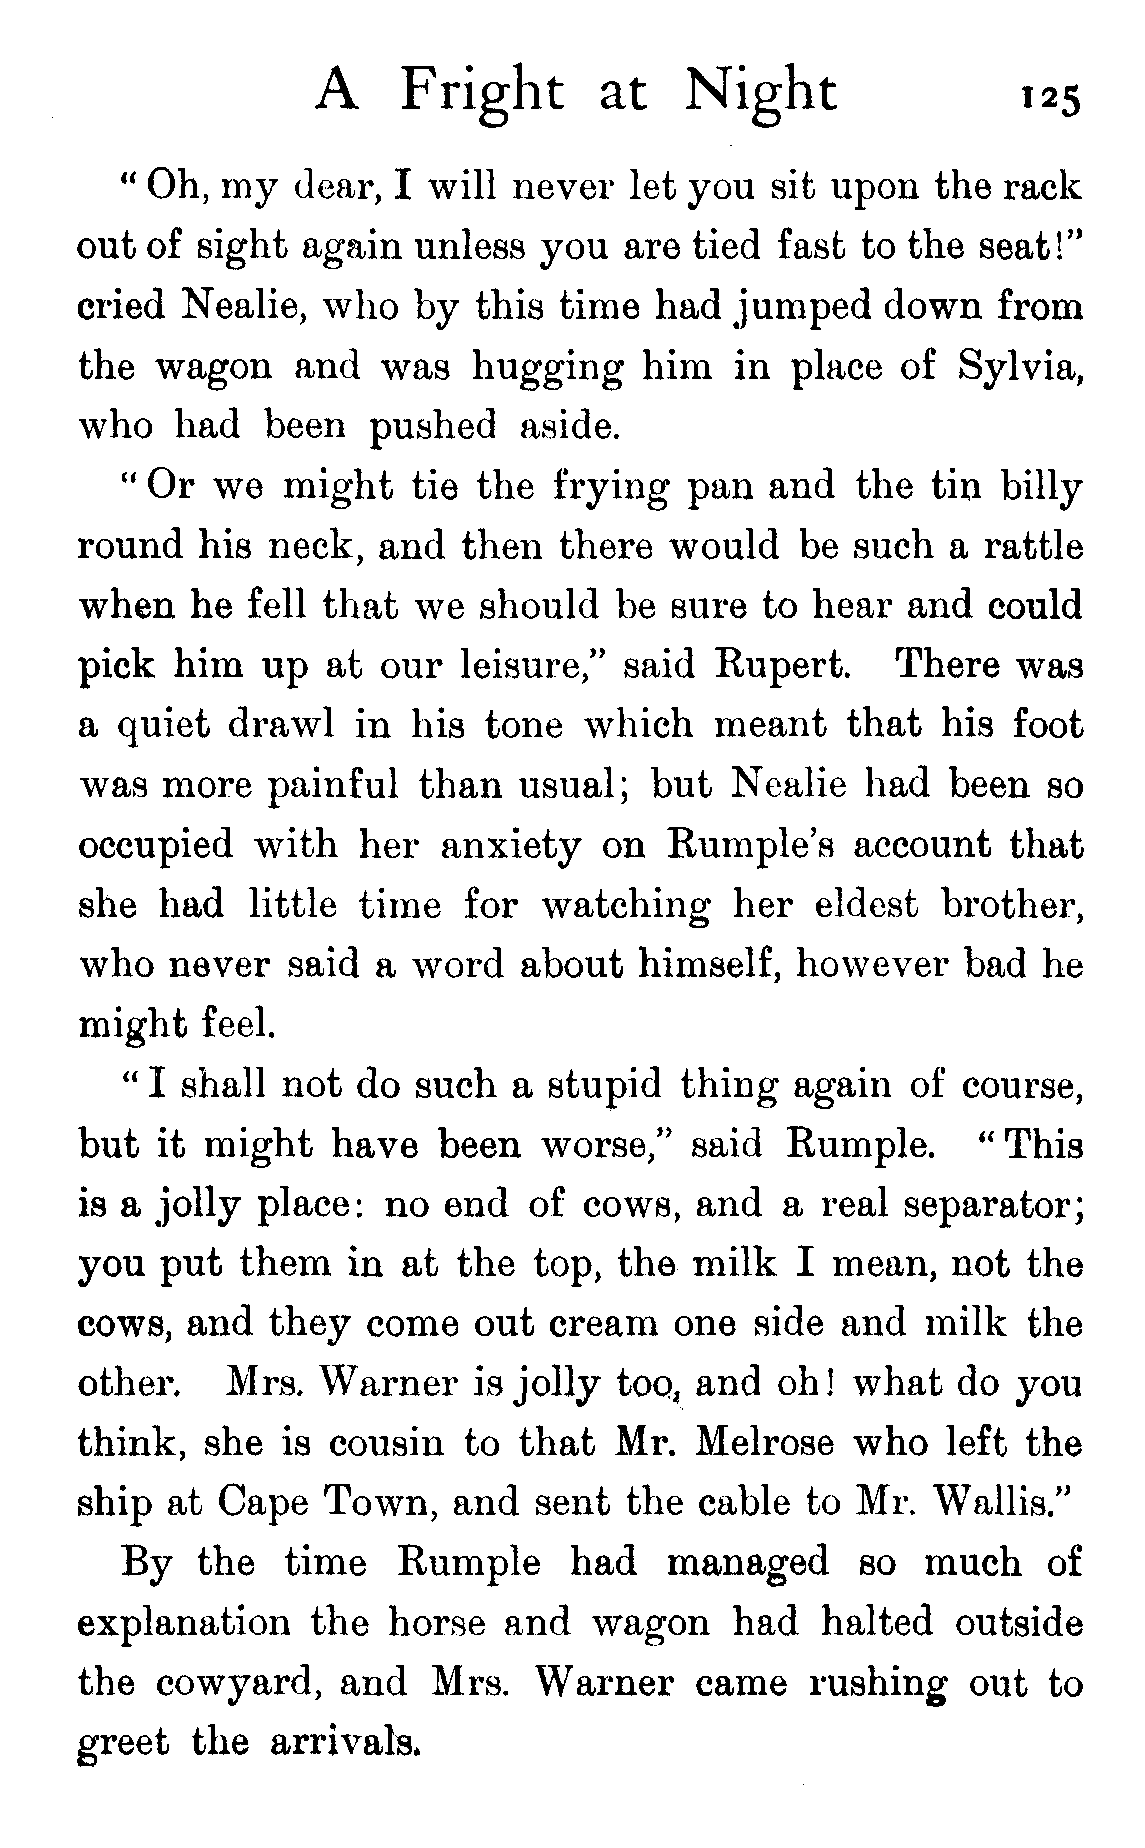 A Fright at Night 125
“Oh, my dear, I will never let you sit upon the rack
out of sight again unless you are tied fast to the seat!”
cried Nealie, who by this time had jumped down from
the wagon and was hugging him in place of Sylvia,
who had been pushed aside.
“Or we might tie the frying pan and the tin billy
round his neck, and then there would be such a rattle
when he fell that we should be sure to hear and could
pick him up at our leisure,” said Rupert. There was
a quiet drawl in his tone which meant that his foot
was more painful than usual; but Nealie had been so
occupied with her anxiety on Rumple’s account that
she had little time for watching her eldest brother,
who never said a word about himself, however bad he
might feel.
“I shall not do such a stupid thing again of course,
but it might have been worse,” said Rumple. “This
is a jolly place: no end of cows, and a real separator;
you put them in at the top, the milk I mean, not the
cows, and they come out cream one side and milk the
other. Mrs. Warner is jolly too, and oh! what do you
think, she is cousin to that Mr. Melrose who left the
ship at Cape Town, and sent the cable to Mr. Wallis.”
By the time Rumple had managed so much of
explanation the horse and wagon had halted outside
the cowyard, and Mrs. Warner came rushing out to
greet the arrivals.